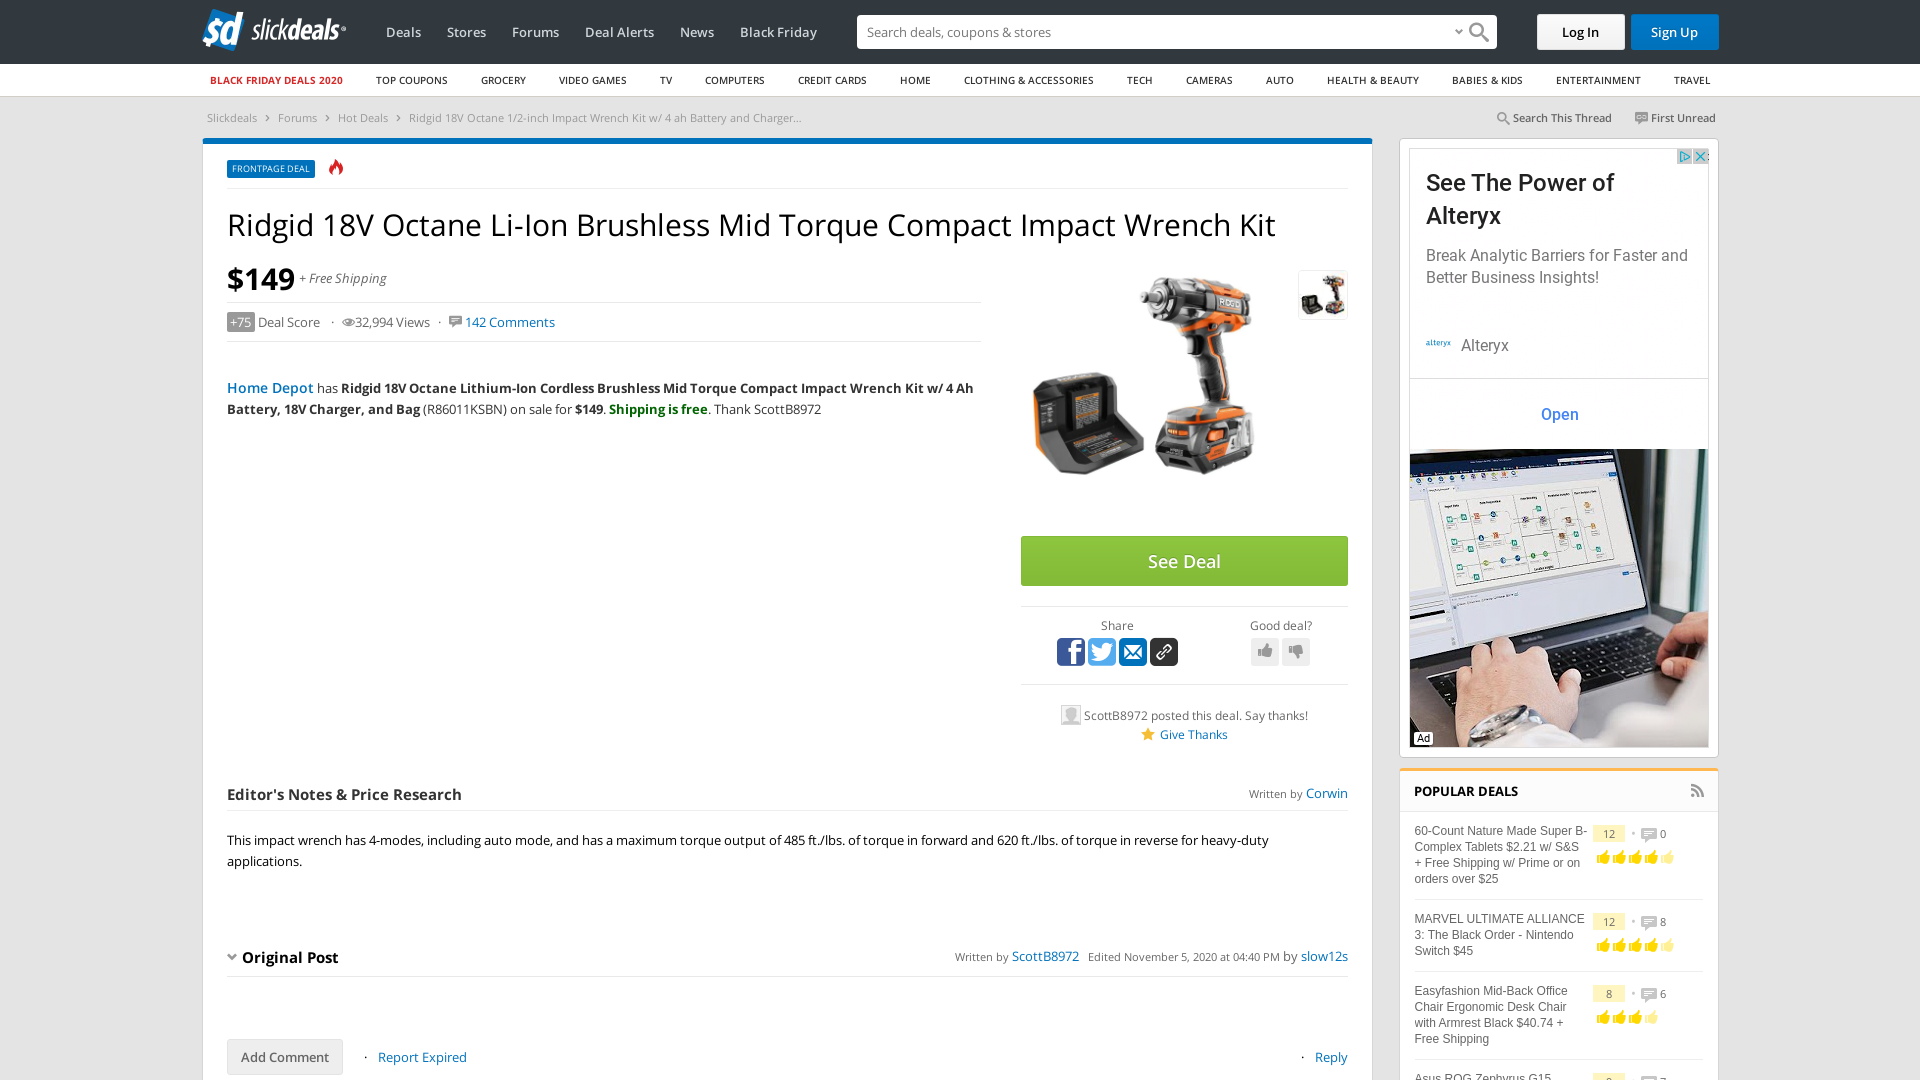 slickdeals
Deals
Stores
Forums
Deal Alerts
News
Black Friday
Search deals, coupons & stores
Log In
Sign Up
BLACK FRIDAY DEALS 2020
TOP COUPONS
GROCERY
VIDEO GAMES
TV
COMPUTERS
CREDIT CARDS
HOME
CLOTHING & ACCESSORIES
TECH
CAMERAS
AUTO
HEALTH & BEAUTY
BABIES & KIDS
ENTERTAINMENT
TRAVEL
Slickdeals › Forums › Hot Deals › Ridgid 18V Octane 1/2-inch Impact Wrench Kit w/ 4 ah Battery and Charger...
Search This Thread
First Unread
FRONTPAGE DEAL
Ridgid 18V Octane Li-Ion Brushless Mid Torque Compact Impact Wrench Kit
$149 + Free Shipping
+75 Deal Score · 32,994 Views · 142 Comments
Home Depot has Ridgid 18V Octane Lithium-Ion Cordless Brushless Mid Torque Compact Impact Wrench Kit w/ 4 Ah
Battery, 18V Charger, and Bag (R86011KSBN) on sale for $149. Shipping is free. Thank ScottB8972
RIDGID
See Deal
Share
Good deal?
ScottB8972 posted this deal. Say thanks!
Give Thanks
Editor's Notes & Price Research
Written by Corwin
This impact wrench has 4-modes, including auto mode, and has a maximum torque output of 485 ft./lbs. of torque in forward and 620 ft./lbs. of torque in reverse for heavy-duty
applications.
Original Post
Written by ScottB8972 Edited November 5, 2020 at 04:40 PM by slow12s
Add Comment
· Report Expired
· Reply
See The Power of
Alteryx
Break Analytic Barriers for Faster and
Better Business Insights!
alteryx
Alteryx
Open
Ad
POPULAR DEALS
60-Count Nature Made Super B-
Complex Tablets $2.21 w/ S&S
+ Free Shipping w/ Prime or on
orders over $25
12 • 0
MARVEL ULTIMATE ALLIANCE
3: The Black Order - Nintendo
Switch $45
12 • 8
Easyfashion Mid-Back Office
Chair Ergonomic Desk Chair
with Armrest Black $40.74 +
Free Shipping
8 • 6
Asus ROG Zephyrus G15